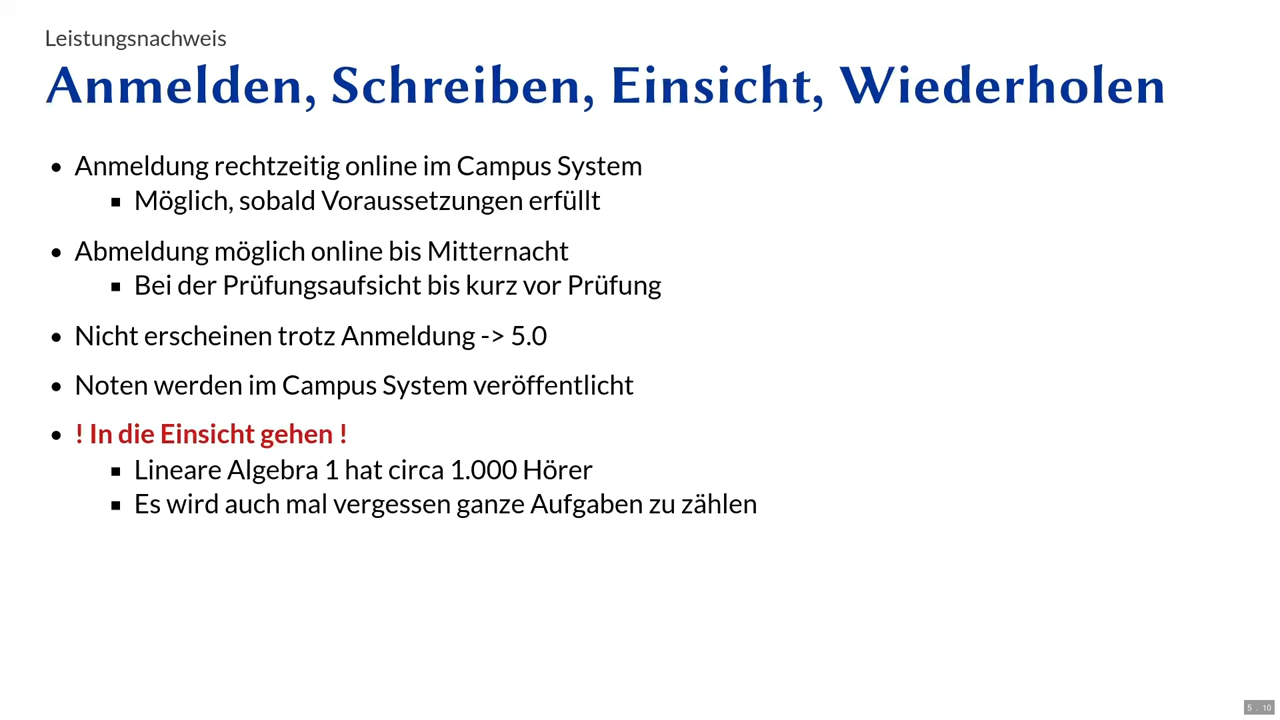 Leistungsnachweis
Anmelden, Schreiben, Einsicht, Wiederholen
• Anmeldung rechtzeitig online im Campus System
▪ Möglich, sobald Voraussetzungen erfüllt
• Abmeldung möglich online bis Mitternacht
▪ Bei der Prüfungsaufsicht bis kurz vor Prüfung
• Nicht erscheinen trotz Anmeldung -> 5.0
• Noten werden im Campus System veröffentlicht
• ! In die Einsicht gehen !
▪ Lineare Algebra 1 hat circa 1.000 Hörer
▪ Es wird auch mal vergessen ganze Aufgaben zu zählen
5 . 10